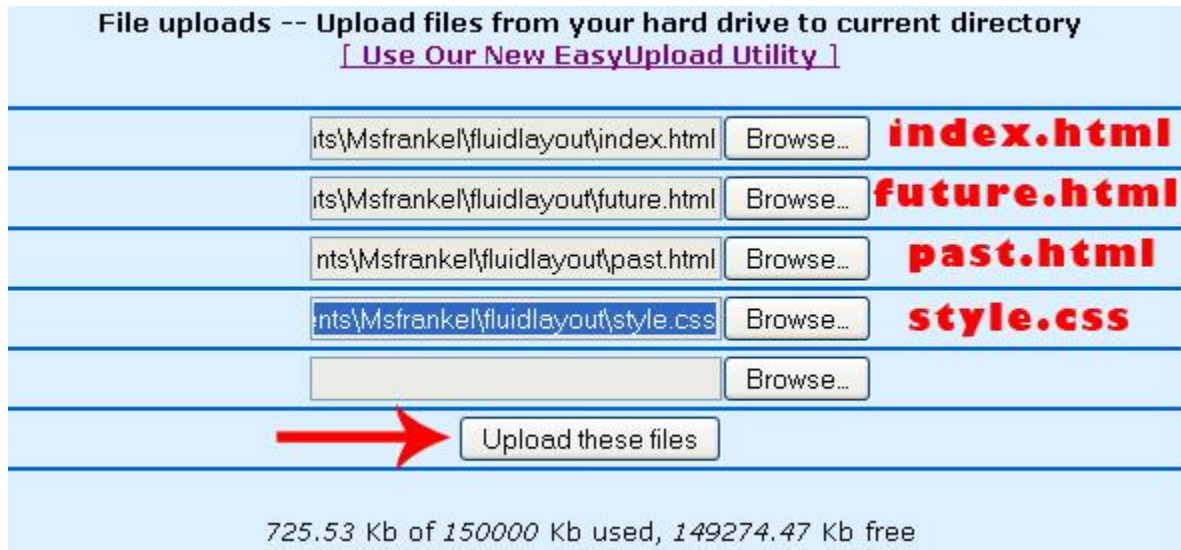 File uploads -- Upload files from your hard drive to current directory
[ Use Our New EasyUpload Utility ]
nts\Msfrankel\fluidlayout\index.html Browse... index.html
nts\Msfrankel\fluidlayout\future.html Browse... future.html
nts\Msfrankel\fluidlayout\past.html Browse... past.html
ents\Msfrankel\fluidlayout\style.css Browse... style.css
Browse...
Upload these files
725.53 Kb of 150000 Kb used, 149274.47 Kb free